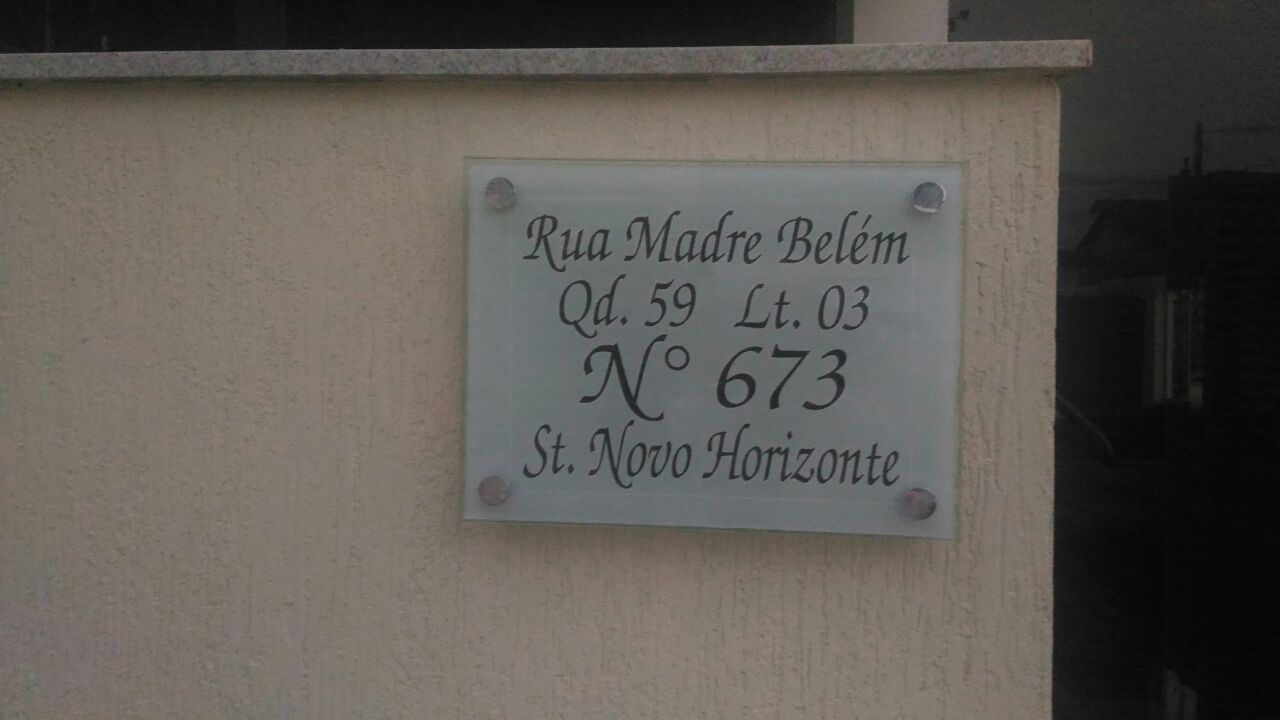 Rua Madre Belém
Qd. 59 Lt. 03
N° 673
St. Novo Horizonte